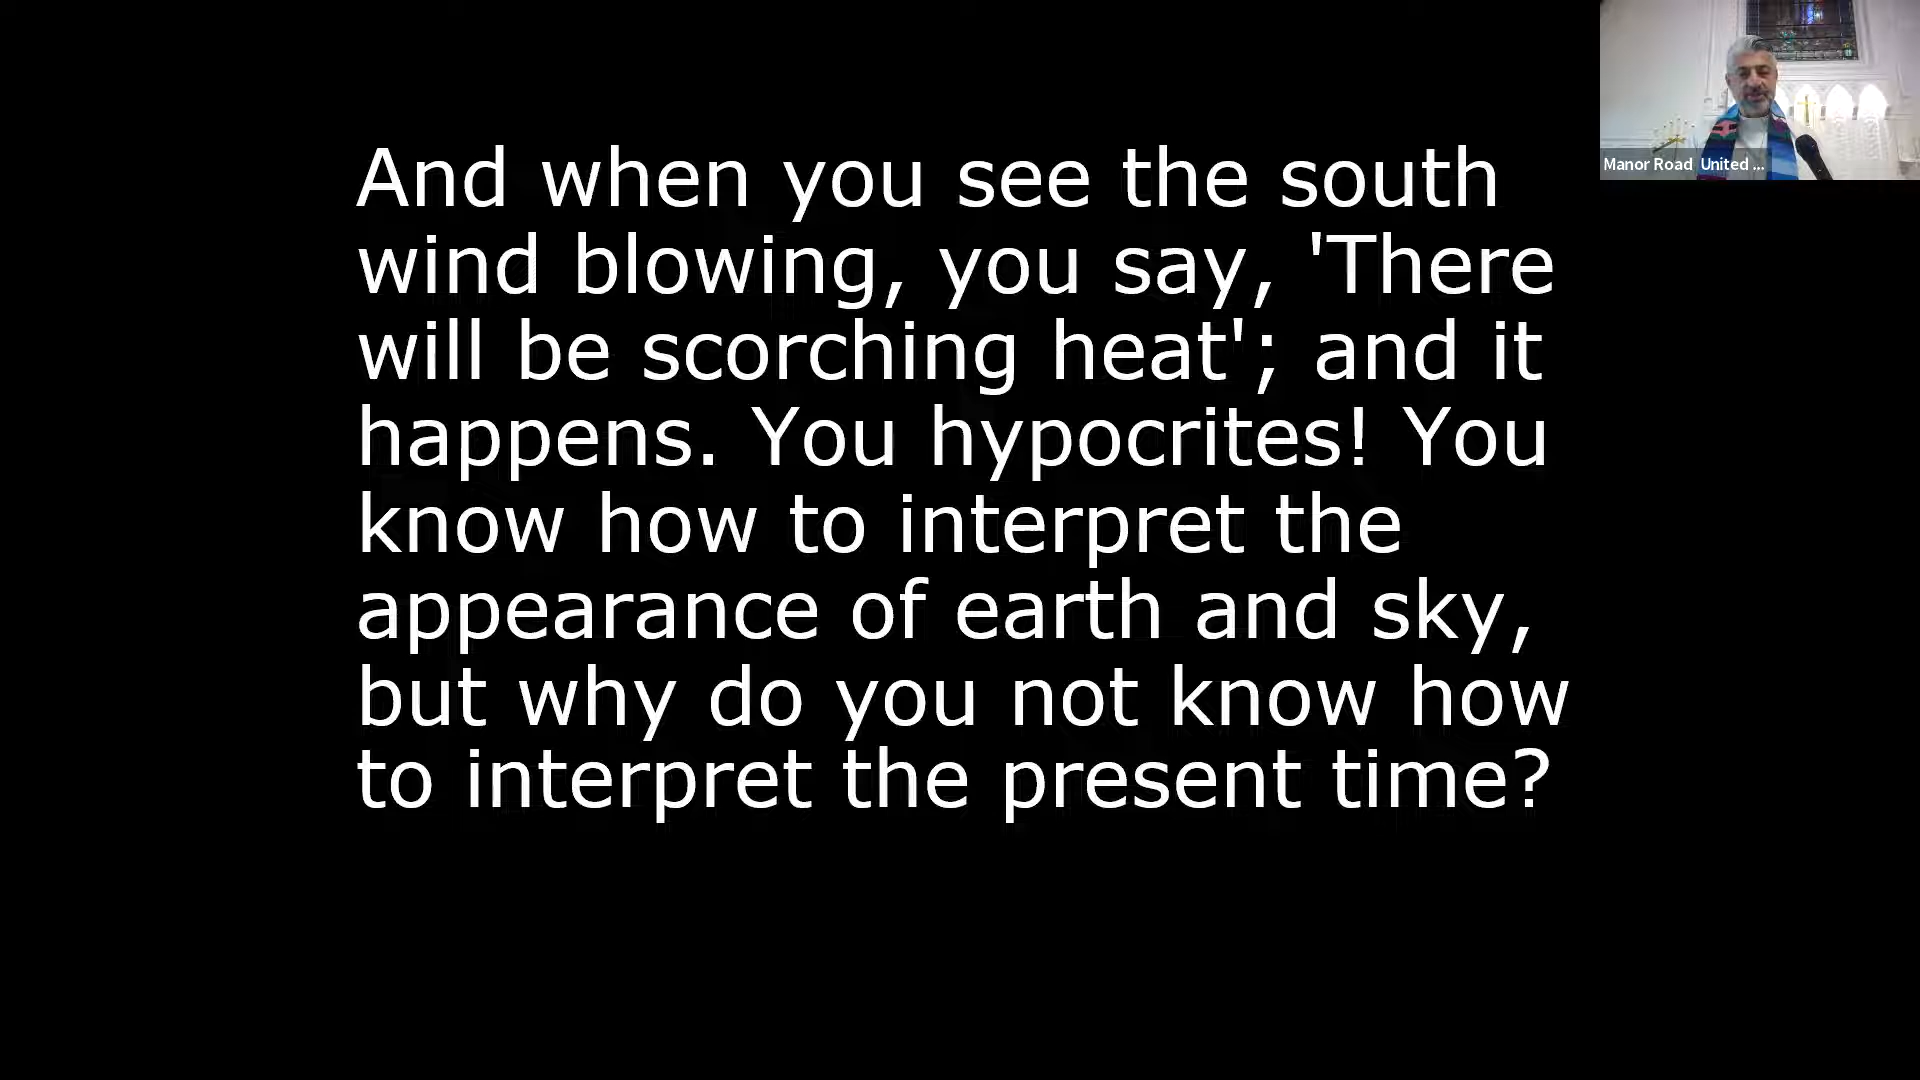 And when you see the south
wind blowing, you say, 'There
will be scorching heat'; and it
happens. You hypocrites! You
know how to interpret the
appearance of earth and sky,
but why do you not know how
to interpret the present time?
Manor Road United ...